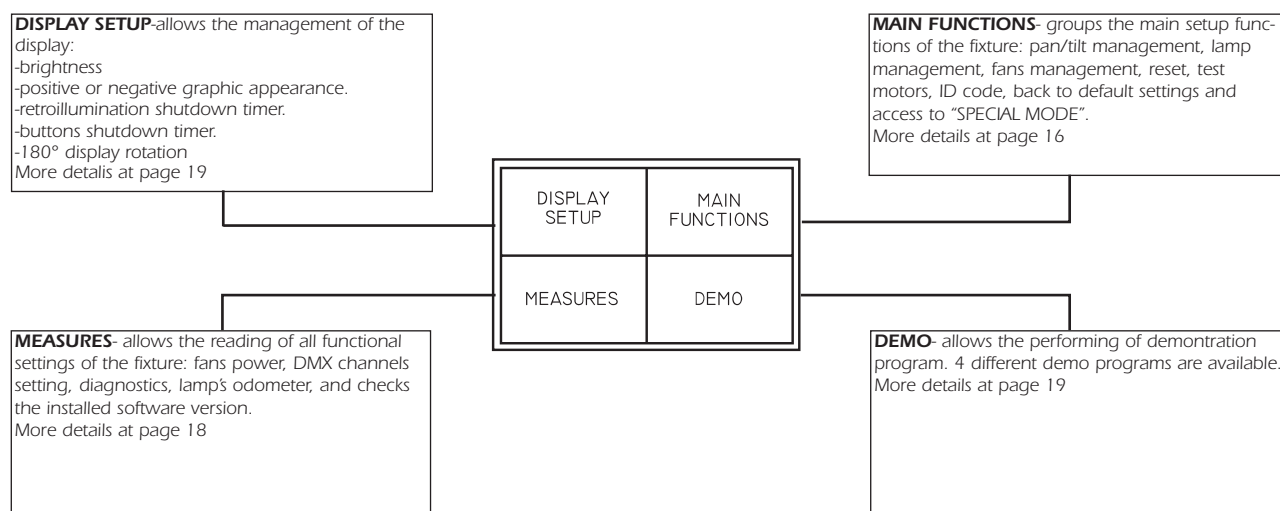 DISPLAY SETUP-allows the management of the
display:
-brightness
-positive or negative graphic appearance.
-retroillumination shutdown timer.
-buttons shutdown timer.
-180° display rotation
More detalis at page 19
MAIN FUNCTIONS- groups the main setup func-
tions of the fixture: pan/tilt management, lamp
management, fans management, reset, test
motors, ID code, back to default settings and
access to “SPECIAL MODE”.
More details at page 16
DISPLAY
SETUP
MAIN
FUNCTIONS
MEASURES
DEMO
MEASURES- allows the reading of all functional
settings of the fixture: fans power, DMX channels
setting, diagnostics, lamp’s odometer, and checks
the installed software version.
More details at page 18
DEMO- allows the performing of demontration
program. 4 different demo programs are available.
More details at page 19